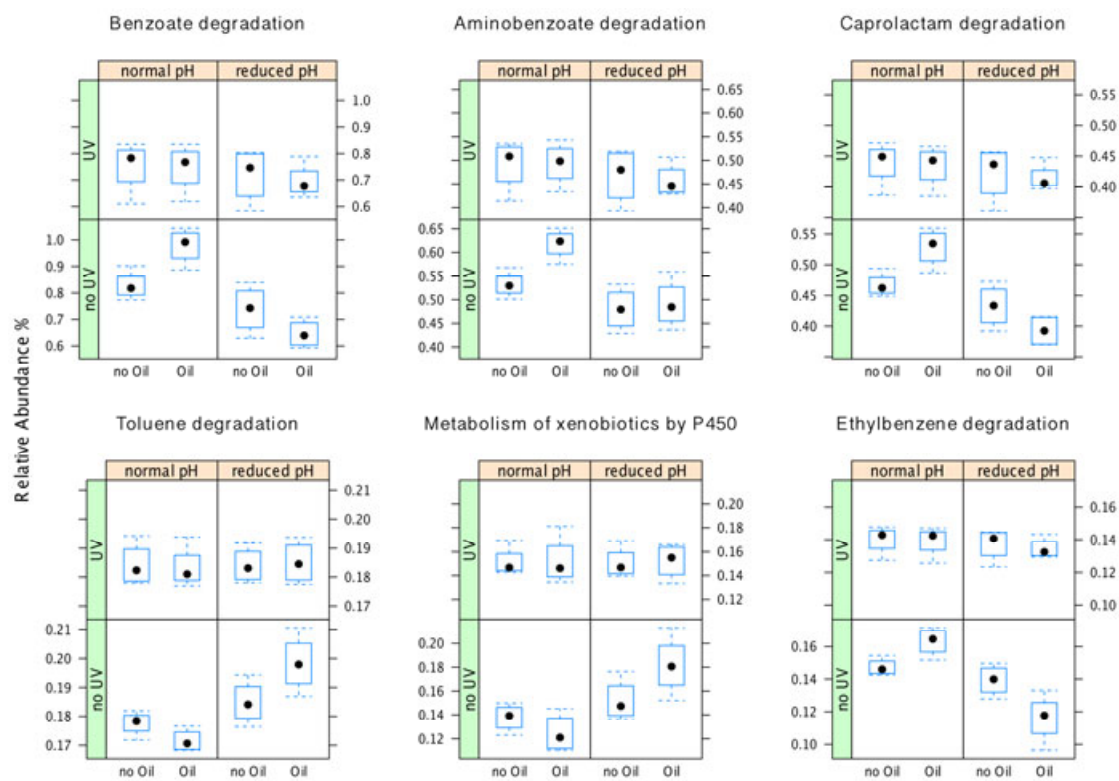 Benzoate degradation
Aminobenzoate degradation
Caprolactam degradation
normal pH reduced pH
normal pH reduced pH
normal pH reduced pH
UV
1.0
0.9
0.8
0.7
0.6
UV
0.65
0.60
0.55
0.50
0.45
0.40
UV
0.55
0.50
0.45
0.40
no UV
1.0
0.9
0.8
0.7
0.6
no UV
0.65
0.60
0.55
0.50
0.45
0.40
no UV
0.55
0.50
0.45
0.40
no Oil Oil no Oil Oil
no Oil Oil no Oil Oil
no Oil Oil no Oil Oil
Relative Abundance %
Toluene degradation
Metabolism of xenobiotics by P450
Ethylbenzene degradation
normal pH reduced pH
normal pH reduced pH
normal pH reduced pH
UV
0.21
0.20
0.19
0.18
0.17
UV
0.20
0.18
0.16
0.14
0.12
UV
0.16
0.14
0.12
0.10
no UV
0.21
0.20
0.19
0.18
0.17
no UV
0.20
0.18
0.16
0.14
0.12
no UV
0.16
0.14
0.12
0.10
no Oil Oil no Oil Oil
no Oil Oil no Oil Oil
no Oil Oil no Oil Oil